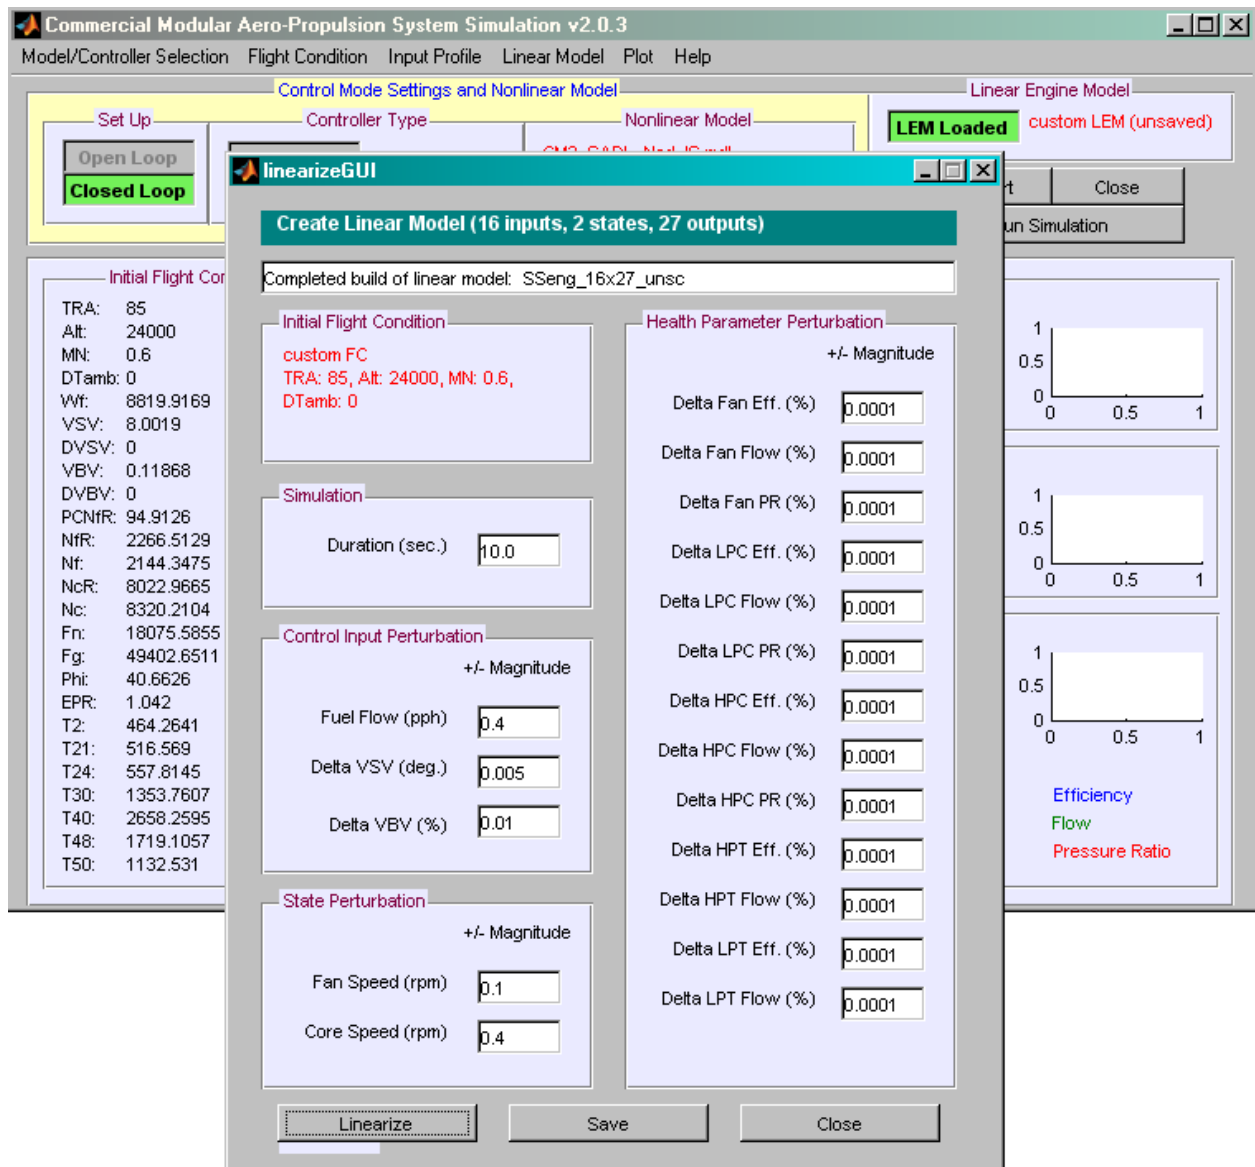 Commercial Modular Aero-Propulsion System Simulation v2.0.3
Model/Controller Selection Flight Condition Input Profile Linear Model Plot Help
Control Mode Settings and Nonlinear Model
Linear Engine Model
Set Up
Controller Type
Nonlinear Model
LEM Loaded
custom LEM (unsaved)
Open Loop
Closed Loop
Close
Simulation
linearizeGUI
Create Linear Model (16 inputs, 2 states, 27 outputs)
Completed build of linear model: SSeng_16x27_unsc
Initial Flight
TRA: 85
Alt: 24000
MN: 0.6
DTamb: 0
Wf: 8819.9169
VSV: 8.0019
DVSV: 0
VBV: 0.11868
DVBV: 0
PCNfR: 94.9126
NfR: 2266.5129
Nf: 2144.3475
NcR: 8022.9665
Nc: 8320.2104
Fn: 18075.5855
Fg: 49402.6511
Phi: 40.6626
EPR: 1.042
T2: 464.2641
T21: 516.569
T24: 557.8145
T30: 1353.7607
T40: 2658.2595
T48: 1719.1057
T50: 1132.531
Initial Flight Condition
custom FC
TRA: 85, Alt: 24000, MN: 0.6,
DTamb: 0
Simulation
Duration (sec.) 10.0
Control Input Perturbation
+/- Magnitude
Fuel Flow (pph) 0.4
Delta VSV (deg.) 0.005
Delta VBV (%) 0.01
State Perturbation
+/- Magnitude
Fan Speed (rpm) 0.1
Core Speed (rpm) 0.4
Health Parameter Perturbation
+/- Magnitude
Delta Fan Eff. (%) 0.0001
Delta Fan Flow (%) 0.0001
Delta Fan PR (%) 0.0001
Delta LPC Eff. (%) 0.0001
Delta LPC Flow (%) 0.0001
Delta LPC PR (%) 0.0001
Delta HPC Eff. (%) 0.0001
Delta HPC Flow (%) 0.0001
Delta HPC PR (%) 0.0001
Delta HPT Eff. (%) 0.0001
Delta HPT Flow (%) 0.0001
Delta LPT Eff. (%) 0.0001
Delta LPT Flow (%) 0.0001
Linearize
Save
Close
1
0.5
0
0 0.5 1
1
0.5
0
0 0.5 1
1
0.5
0
0 0.5 1
Efficiency
Flow
Pressure Ratio